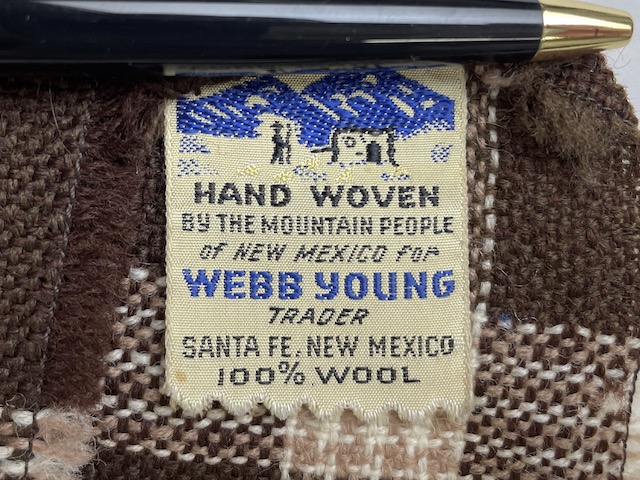 HAND WOVEN
BY THE MOUNTAIN PEOPLE
OF NEW MEXICO FOR
WEBB YOUNG
TRADER
SANTA FE, NEW MEXICO
100% WOOL